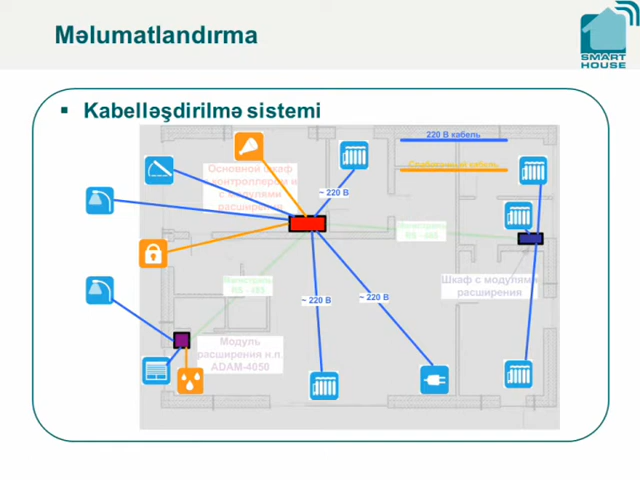 Məlumatlandırma
SMART
HOUSE
▪ Kabelləşdirilmə sistemi
220 В кабель
Слаботочный кабель
Основной шкаф
с контроллером и
с модулями
расширения
~ 220 В
Магистраль
RS - 485
Магистраль
RS - 485
Шкаф с модулями
расширения
~ 220 В
~ 220 В
Модуль
расширения н.п.
ADAM-4050